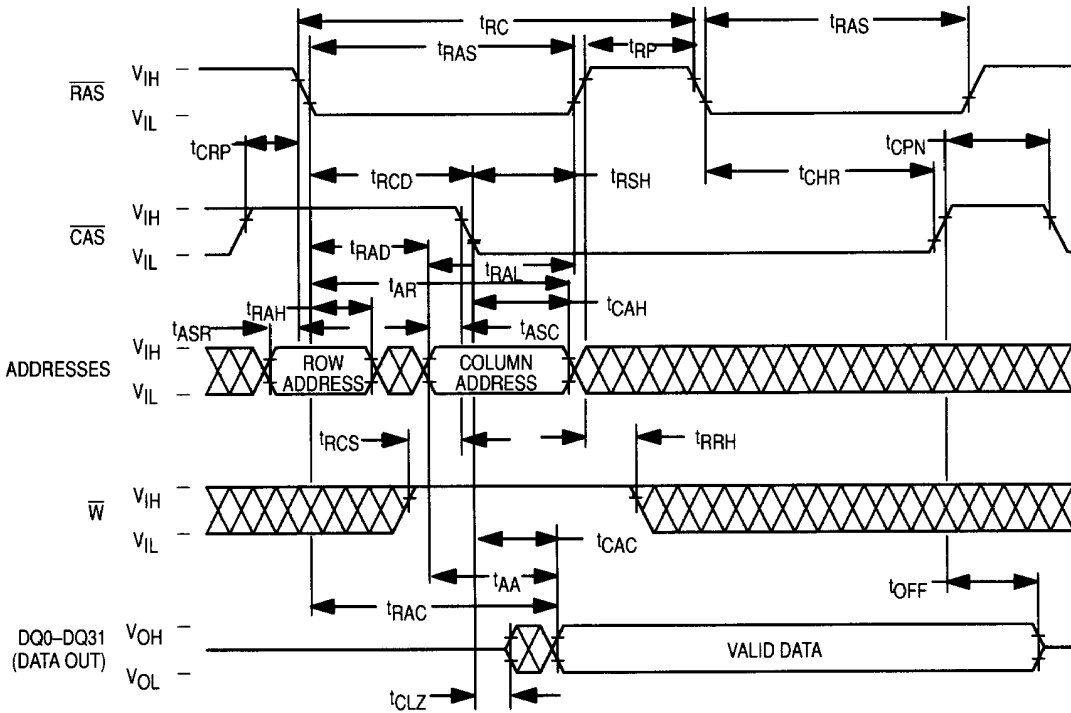 tRC
tRAS
tRP
tRAS
RAS
VIH
VIL
tCRP
tCPN
tRCD
tRSH
tCHR
CAS
VIH
VIL
tRAD
tRAL
tAR
tRAH
tCAH
tASR
tASC
ADDRESSES
VIH
VIL
ROW
ADDRESS
COLUMN
ADDRESS
tRCS
tRRH
W
VIH
VIL
tCAC
tAA
tOFF
tRAC
DQ0–DQ31
(DATA OUT)
VOH
VOL
VALID DATA
tCLZ